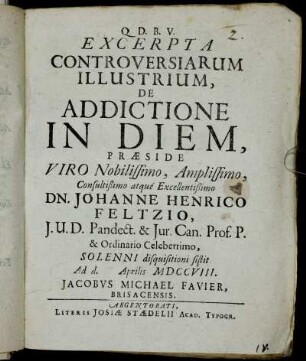 Q. D. B. V.
2.
EXCERPTA
CONTROVERSIARUM
ILLUSTRIUM,
DE
ADDICTIONE
IN DIEM,
PRÆSIDE
VIRO Nobilissimo, Amplissimo,
Consultissimo atque Excellentissimo
DN. JOHANNE HENRICO
FELTZIO,
J. U. D. Pandect. & Jur. Can. Prof. P.
& Ordinario Celeberrimo,
SOLENNI disquisitioni sistit
Ad d. Aprilis MDCCVIII.
JACOBVS MICHAEL FAVIER,
BRISACENSIS.
ARGENTORATI,
LITERIS JOSIÆ STÆDELII ACAD. TYPOGR.